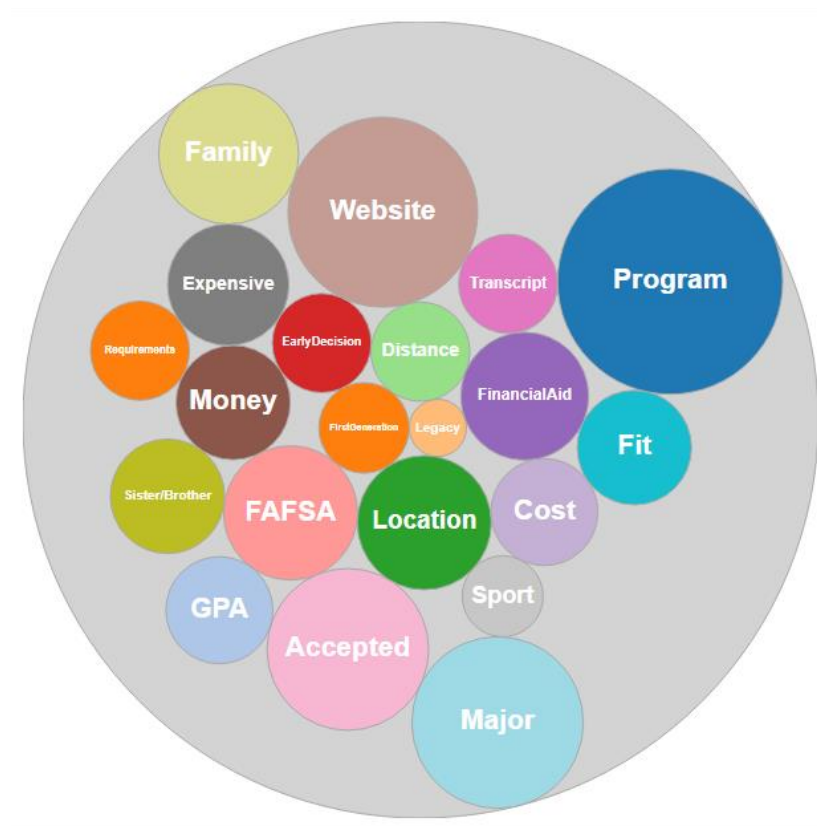 Family
Website
Program
Expensive
Transcript
EarlyDecision
Requirements
Distance
FinancialAid
Money
FirstGeneration
Legacy
Fit
Sister/Brother
FAFSA
Location
Cost
Sport
GPA
Accepted
Major